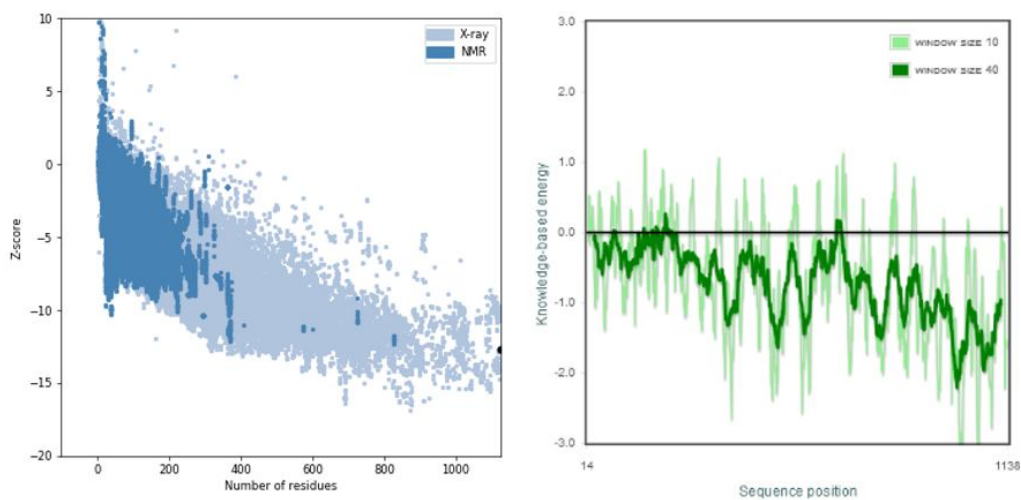 10
5
0
−5
−10
−15
−20
0
200
400
600
800
1000
Z-score
Number of residues
X-ray
NMR
3.0
2.0
1.0
0.0
-1.0
-2.0
-3.0
Knowledge-based energy
WINDOW SIZE 10
WINDOW SIZE 40
14
1138
Sequence position